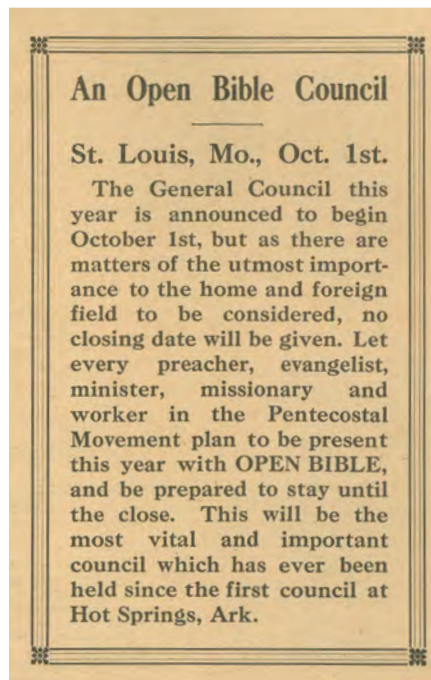 An Open Bible Council
St. Louis, Mo., Oct. 1st.
The General Council this
year is announced to begin
October 1st, but as there are
matters of the utmost import-
ance to the home and foreign
field to be considered, no
closing date will be given. Let
every preacher, evangelist,
minister, missionary and
worker in the Pentecostal
Movement plan to be present
this year with OPEN BIBLE,
and be prepared to stay until
the close. This will be the
most vital and important
council which has ever been
held since the first council at
Hot Springs, Ark.